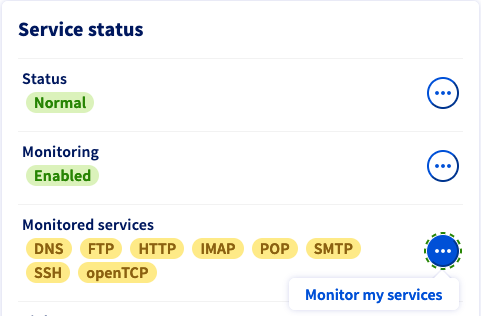 Service status
Status
Normal
Monitoring
Enabled
Monitored services
DNS FTP HTTP IMAP POP SMTP
SSH openTCP
Monitor my services